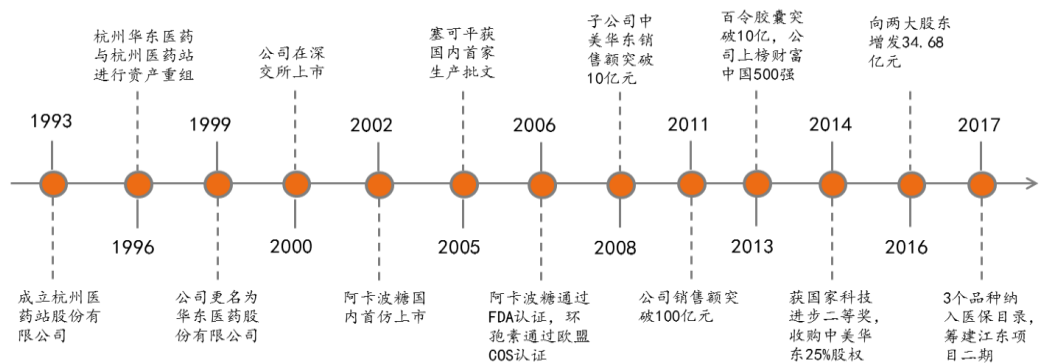 杭州华东医药
与杭州医药站
进行资产重组
公司在深
交所上市
塞可平获
国内首家
生产批文
子公司中
美华东销
售额突破
10亿元
百令胶囊突
破10亿，公
司上榜财富
中国500强
向两大股东
增发34.68
亿元
1993
1999
2002
2006
2011
2014
2017
1996
2000
2005
2008
2013
2016
成立杭州医
药站股份有
限公司
公司更名为
华东医药股
份有限公司
阿卡波糖国
内首仿上市
阿卡波糖通过
FDA认证，环
孢素通过欧盟
COS认证
公司销售额突
破100亿元
获国家科技
进步二等奖，
收购中美华
东25%股权
3个品种纳
入医保目录，
筹建江东项
目二期